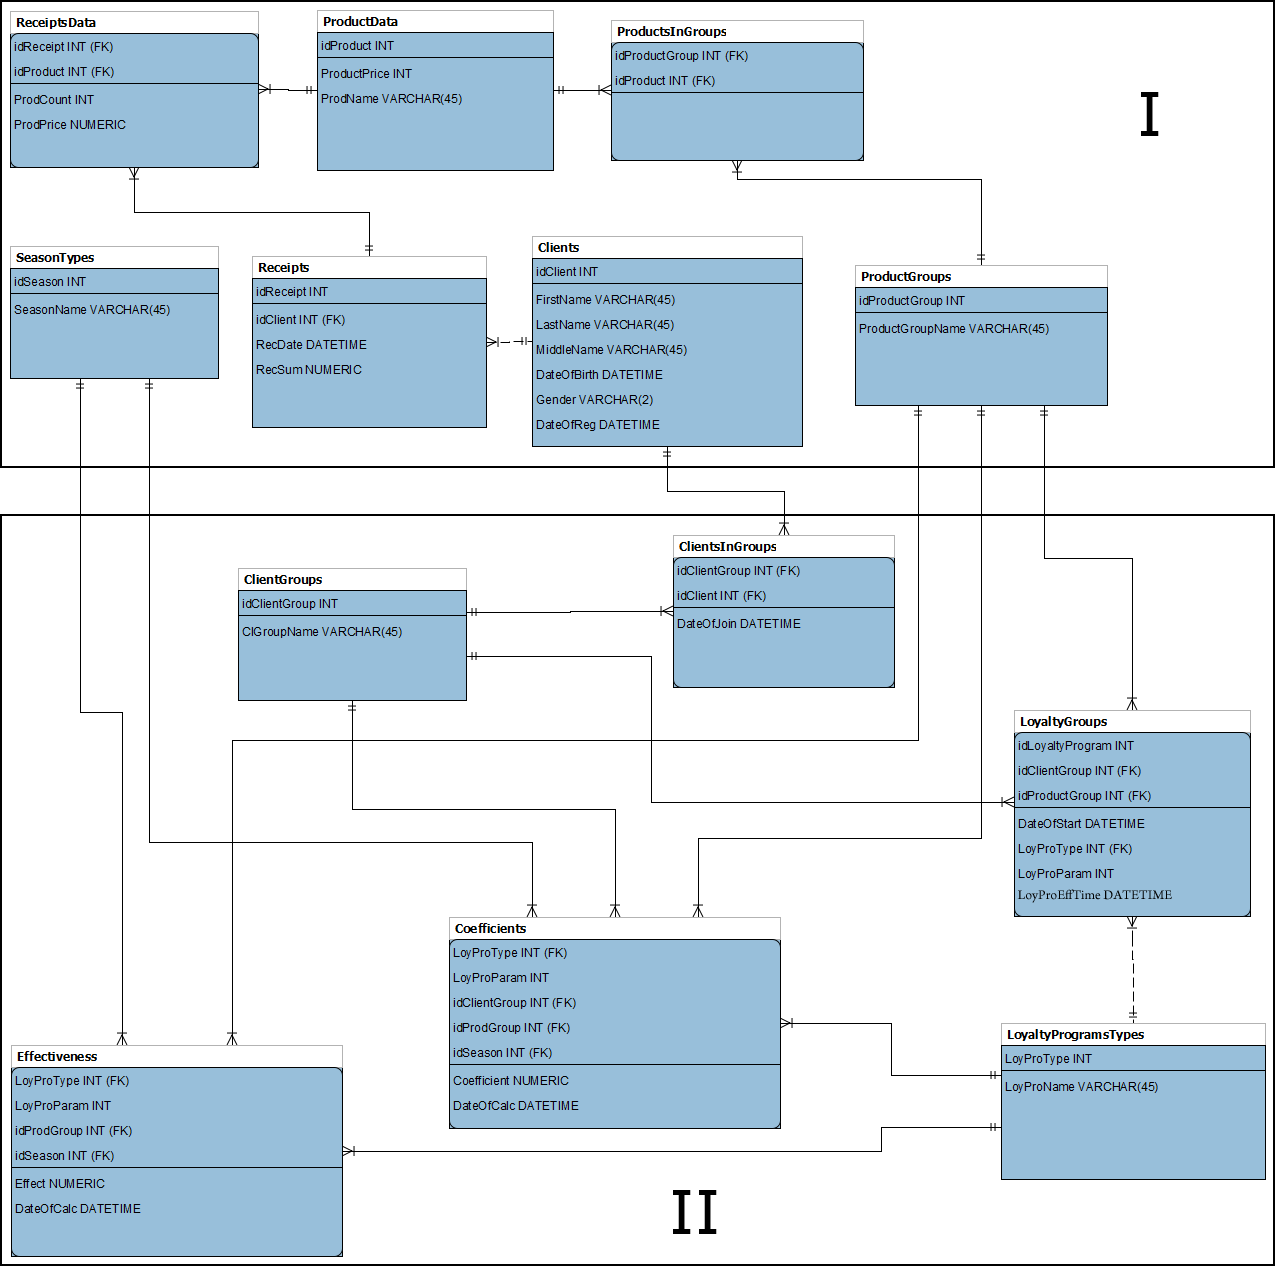 ReceiptsData
idReceipt INT (FK)
idProduct INT (FK)
ProdCount INT
ProdPrice NUMERIC
ProductData
idProduct INT
ProductPrice INT
ProdName VARCHAR(45)
ProductsInGroups
idProductGroup INT (FK)
idProduct INT (FK)
I
SeasonTypes
idSeason INT
SeasonName VARCHAR(45)
Receipts
idReceipt INT
idClient INT (FK)
RecDate DATETIME
RecSum NUMERIC
Clients
idClient INT
FirstName VARCHAR(45)
LastName VARCHAR(45)
MiddleName VARCHAR(45)
DateOfBirth DATETIME
Gender VARCHAR(2)
DateOfReg DATETIME
ProductGroups
idProductGroup INT
ProductGroupName VARCHAR(45)
ClientGroups
idClientGroup INT
ClGroupName VARCHAR(45)
ClientsInGroups
idClientGroup INT (FK)
idClient INT (FK)
DateOfJoin DATETIME
LoyaltyGroups
idLoyaltyProgram INT
idClientGroup INT (FK)
idProductGroup INT (FK)
DateOfStart DATETIME
LoyProType INT (FK)
LoyProParam INT
LoyProEffTime DATETIME
Coefficients
LoyProType INT (FK)
LoyProParam INT
idClientGroup INT (FK)
idProdGroup INT (FK)
idSeason INT (FK)
Coefficient NUMERIC
DateOfCalc DATETIME
LoyaltyProgramsTypes
LoyProType INT
LoyProName VARCHAR(45)
Effectiveness
LoyProType INT (FK)
LoyProParam INT
idProdGroup INT (FK)
idSeason INT (FK)
Effect NUMERIC
DateOfCalc DATETIME
II